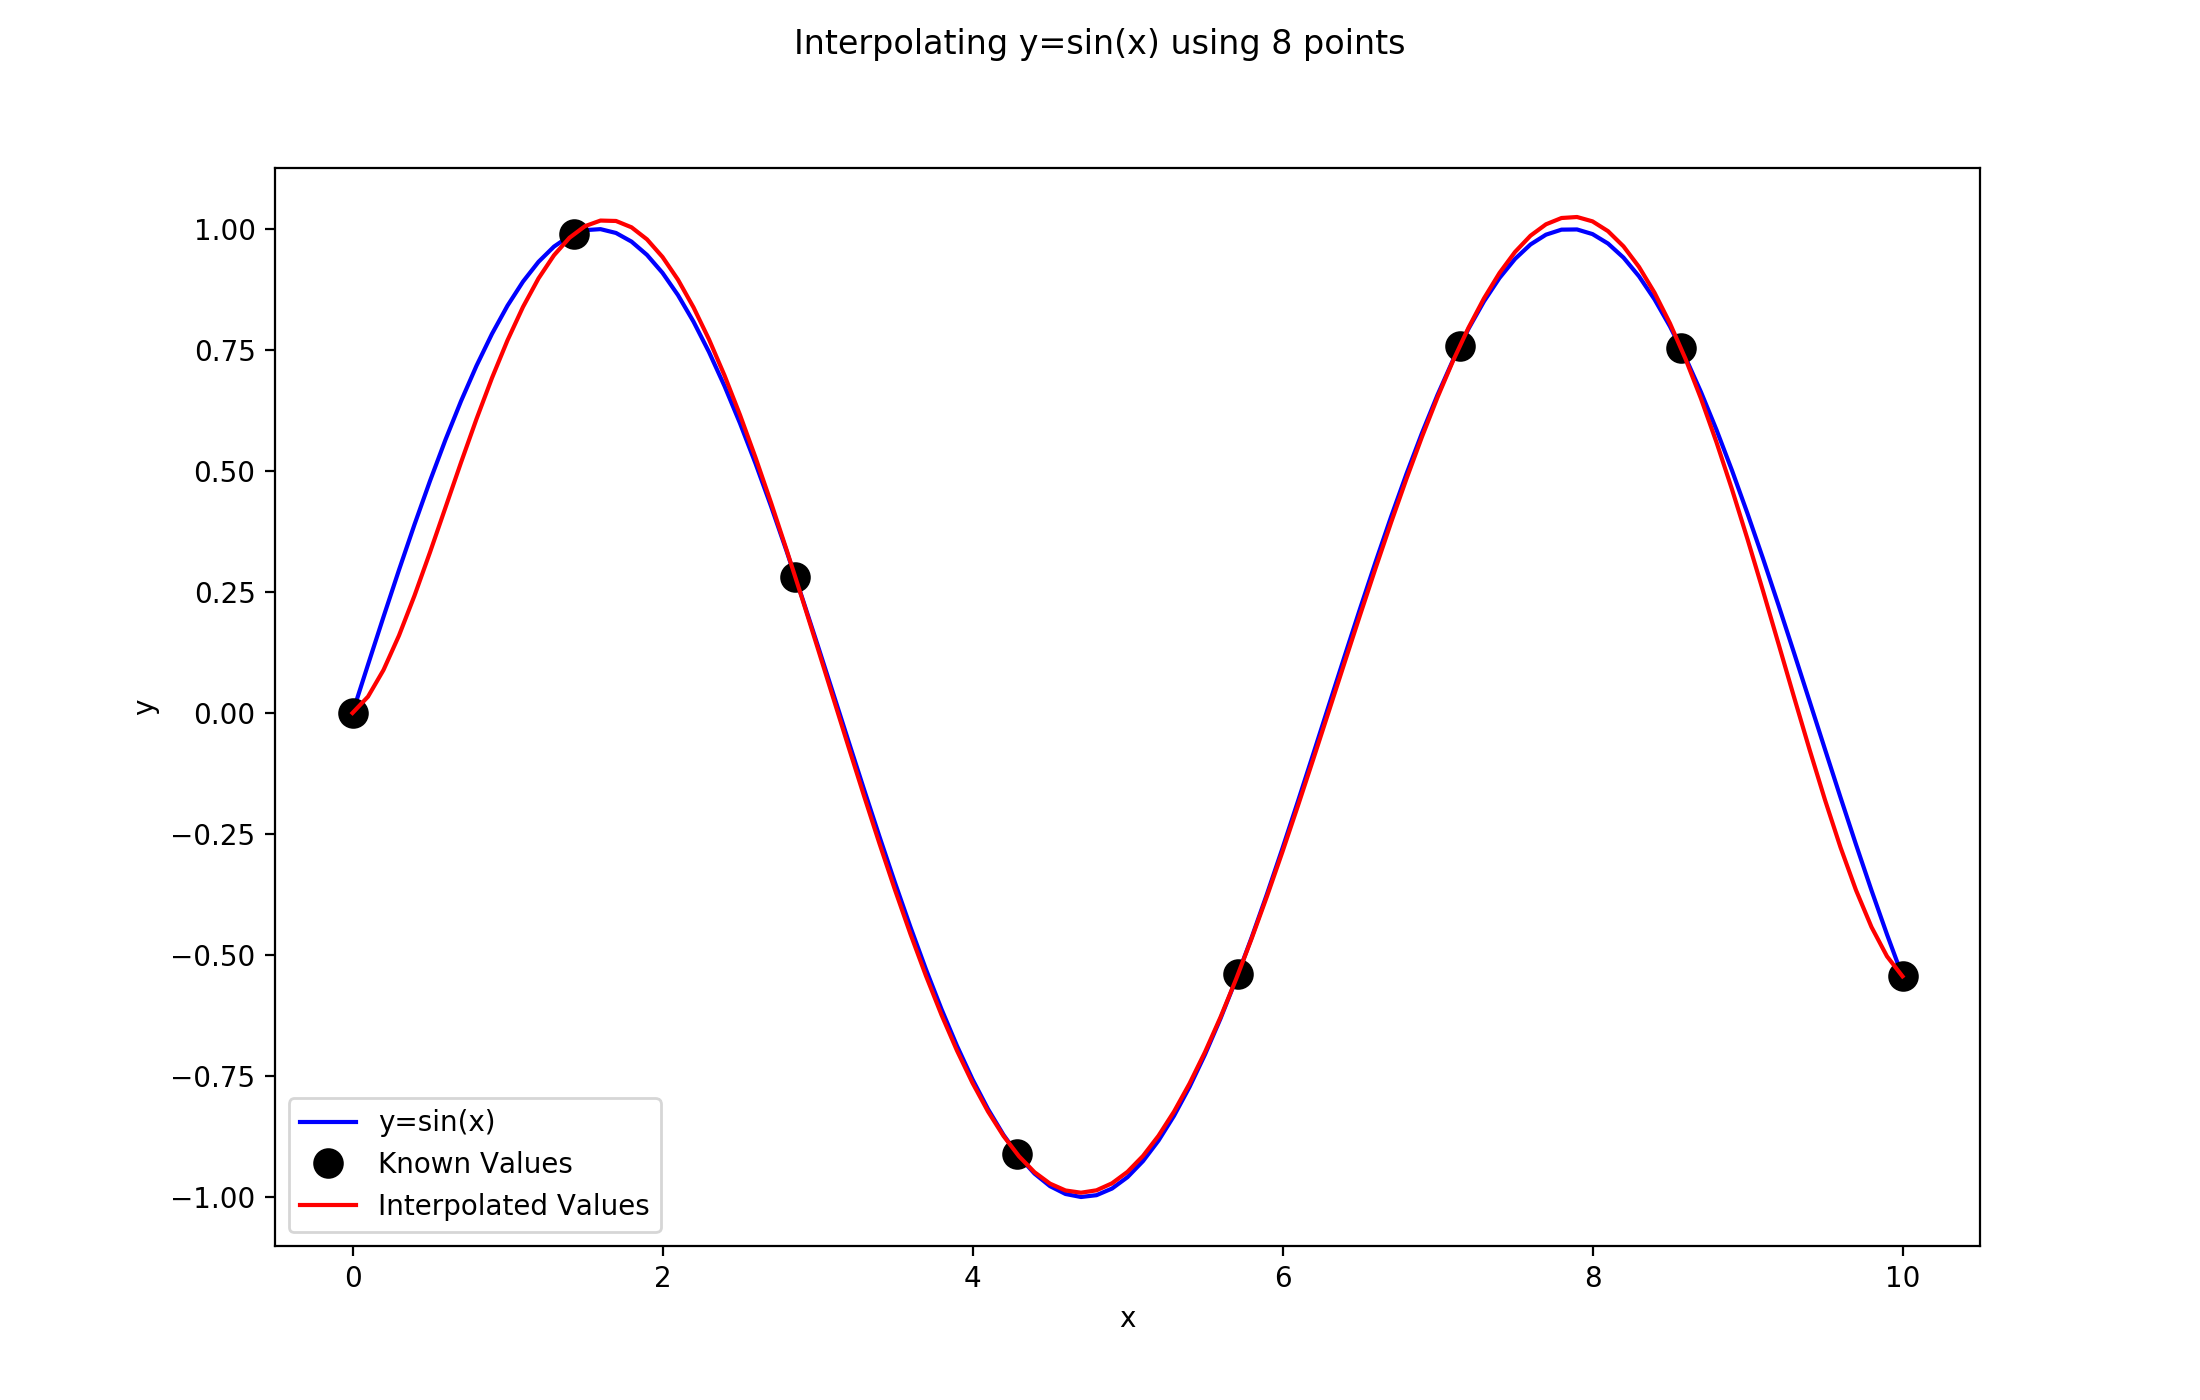 Interpolating y=sin(x) using 8 points
1.00
0.75
0.50
0.25
0.00
−0.25
−0.50
−0.75
−1.00
y
y=sin(x)
Known Values
Interpolated Values
0 2 4 6 8 10
x